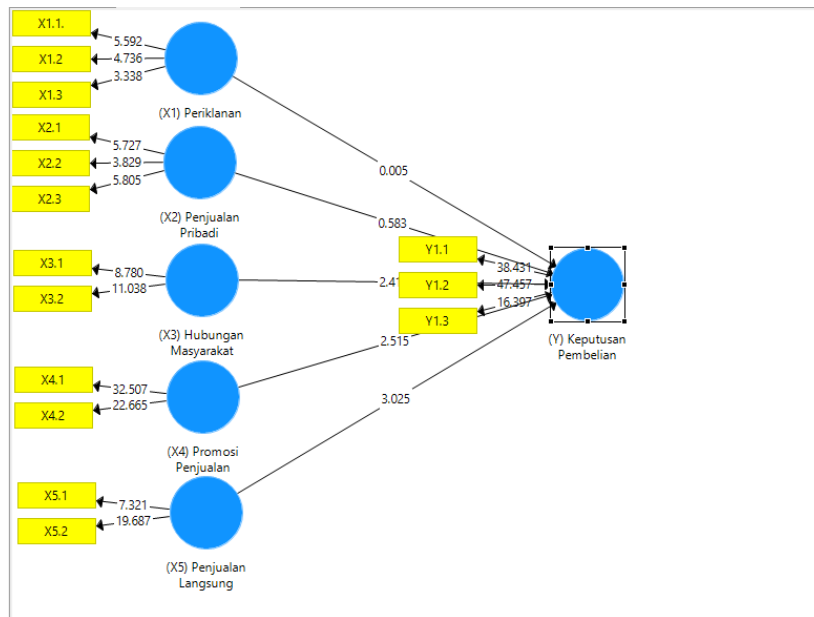 X1.1.
5.592
X1.2
4.736
X1.3
3.338
(X1) Periklanan
X2.1
5.727
X2.2
3.829
X2.3
5.805
(X2) Penjualan
Pribadi
X3.1
8.780
X3.2
11.038
(X3) Hubungan
Masyarakat
X4.1
32.507
X4.2
22.665
(X4) Promosi
Penjualan
X5.1
7.321
X5.2
19.687
(X5) Penjualan
Langsung
0.005
0.583
2.515
3.025
Y1.1
38.431
Y1.2
47.457
Y1.3
16.397
(Y) Keputusan
Pembelian